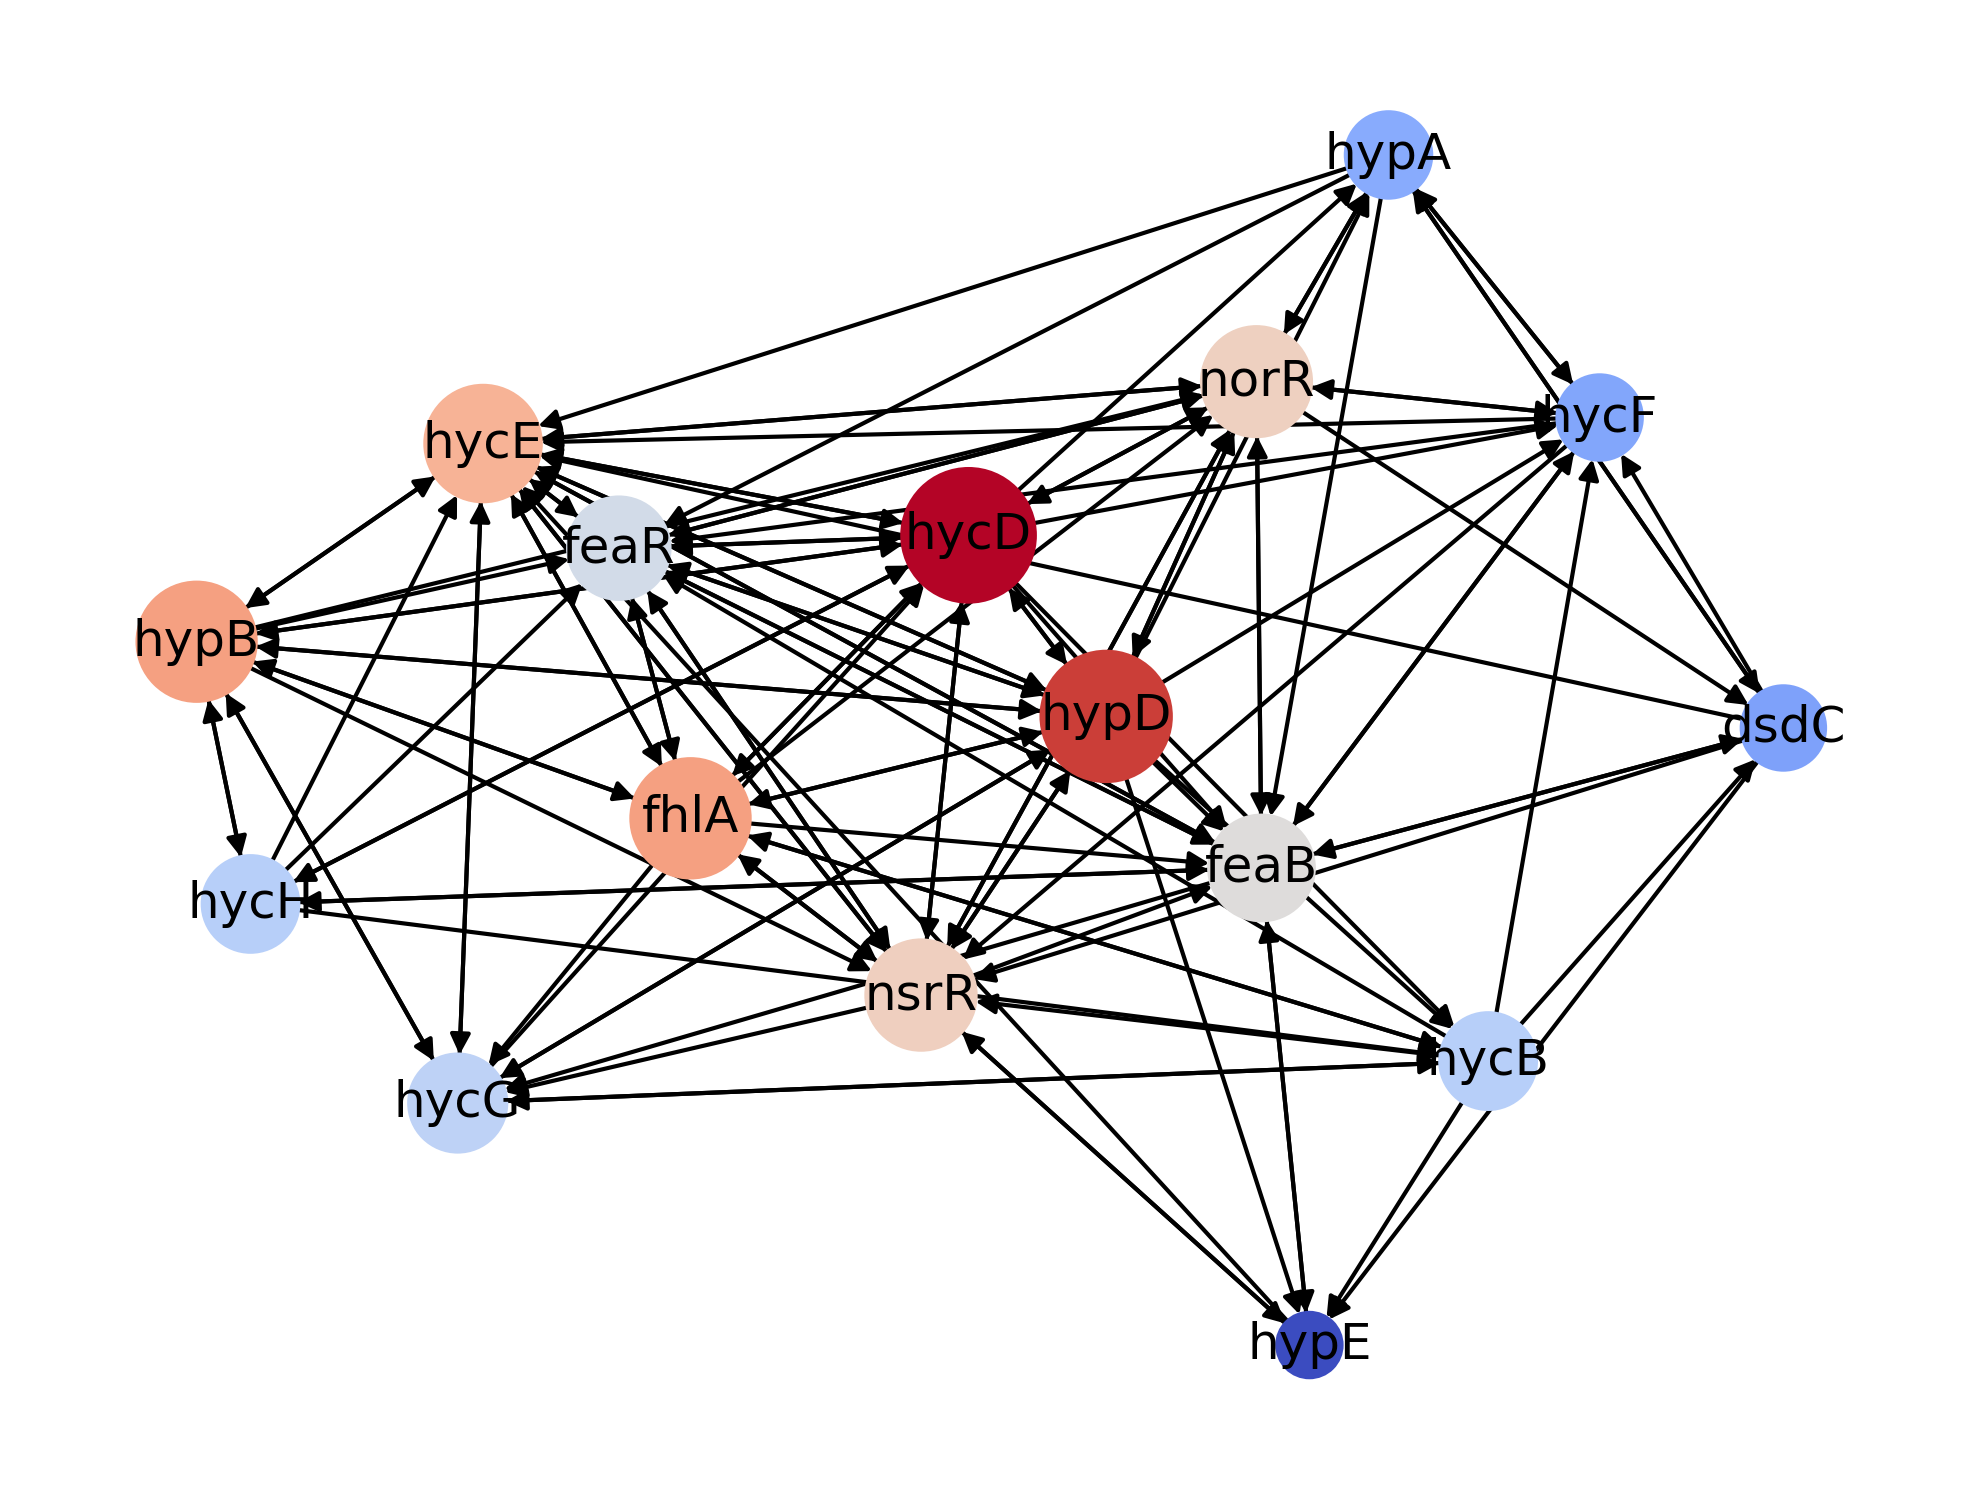 hypA
norR
hycF
hycE
feaR
hycD
hypB
hypD
dsdC
fhlA
feaB
hycH
nsrR
hycB
hycG
hypE